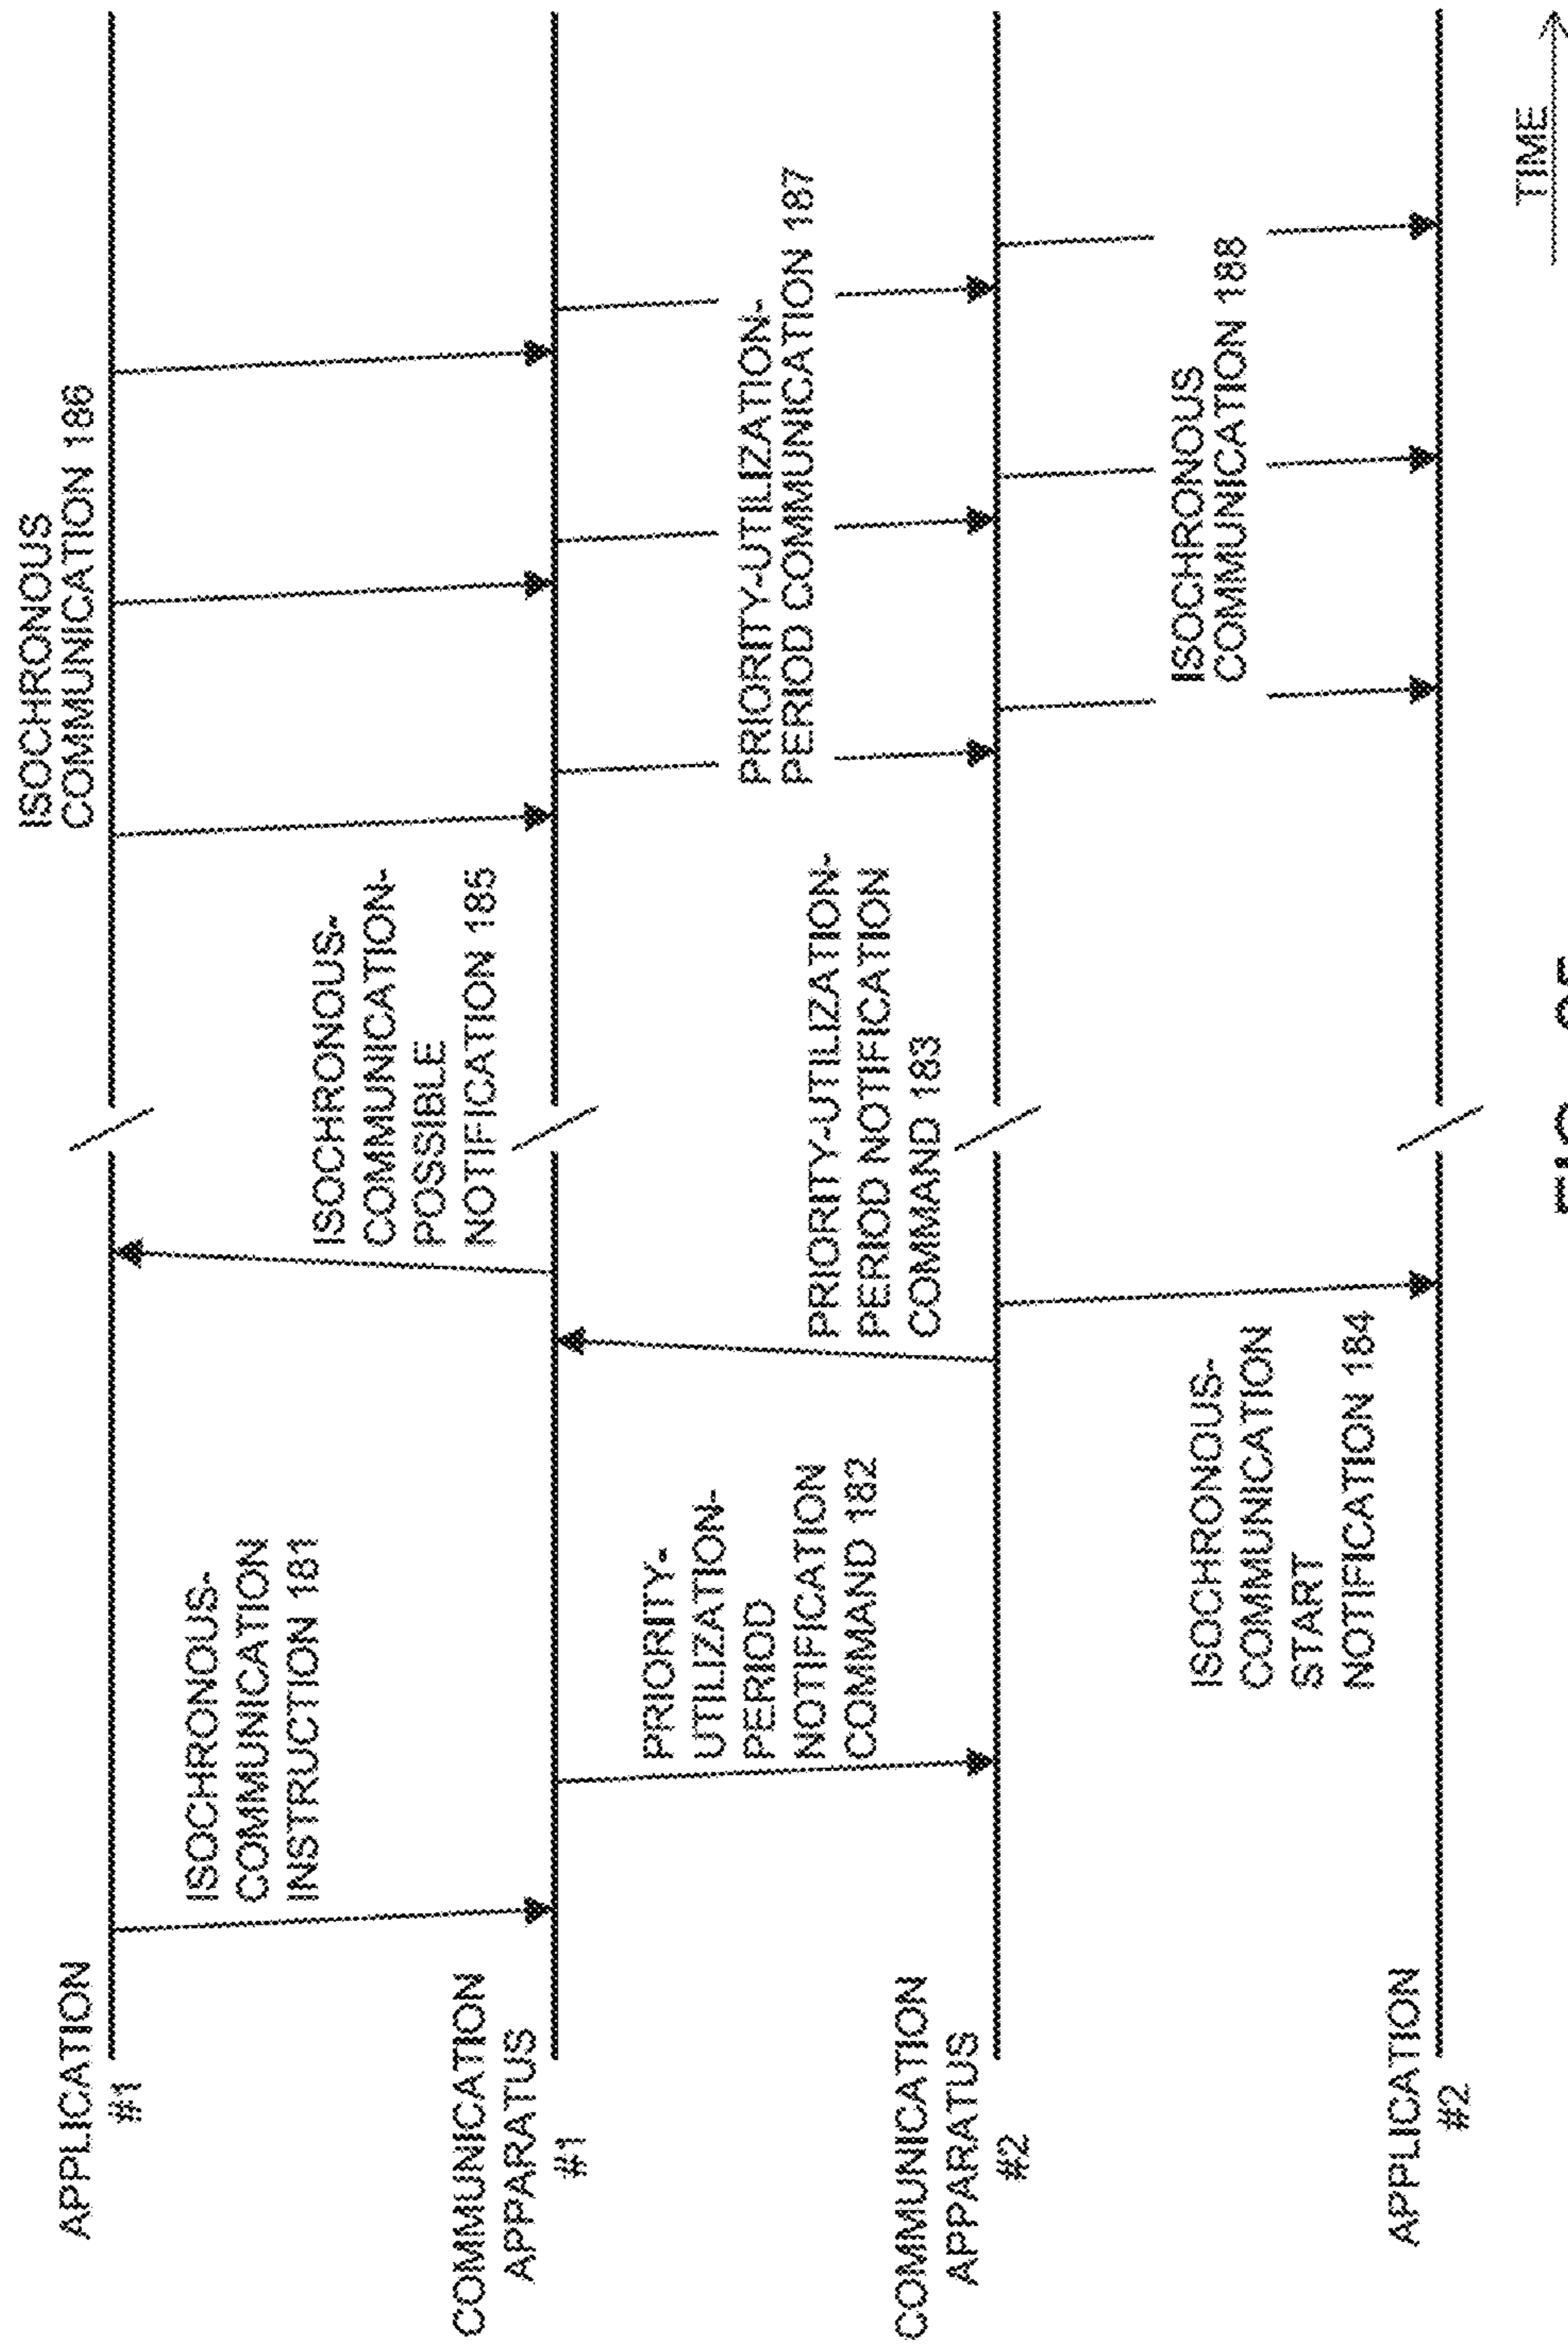 APPLICATION
#1
COMMUNICATION
APPARATUS
#1
COMMUNICATION
APPARATUS
#2
APPLICATION
#2
ISOCHRONOUS-
COMMUNICATION
INSTRUCTION 181
PRIORITY-
UTILIZATION-
PERIOD
NOTIFICATION
COMMAND 182
PRIORITY-UTILIZATION-
PERIOD NOTIFICATION
COMMAND 183
ISOCHRONOUS-
COMMUNICATION
START
NOTIFICATION 184
ISOCHRONOUS-
COMMUNICATION-
POSSIBLE
NOTIFICATION 185
ISOCHRONOUS
COMMUNICATION 186
PRIORITY-UTILIZATION-
PERIOD COMMUNICATION 187
ISOCHRONOUS
COMMUNICATION 188
TIME